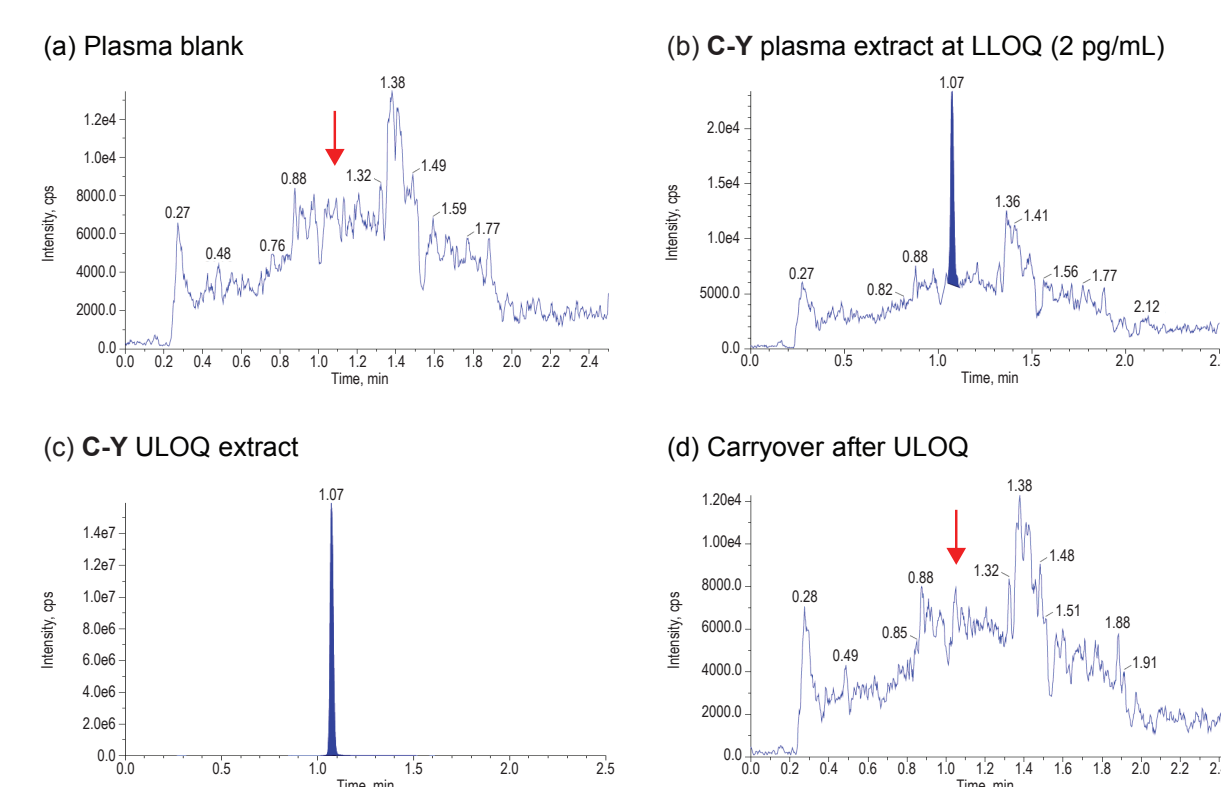 (a) Plasma blank
1.38
1.2e4
1.0e4
8000.0
6000.0
4000.0
2000.0
0.0
Intensity, cps
0.27
0.48
0.76
0.88
1.32
1.49
1.59
1.77
0.0 0.2 0.4 0.6 0.8 1.0 1.2 1.4 1.6 1.8 2.0 2.2 2.4
Time, min
(b) C-Y plasma extract at LLOQ (2 pg/mL)
1.07
2.0e4
1.5e4
1.0e4
5000.0
0.0
Intensity, cps
0.27
0.82
0.88
1.36
1.41
1.56
1.77
2.12
0.0 0.5 1.0 1.5 2.0
Time, min
(c) C-Y ULOQ extract
1.07
1.4e7
1.2e7
1.0e7
8.0e6
6.0e6
4.0e6
2.0e6
0.0
Intensity, cps
0.0 0.5 1.0 1.5 2.0 2.5
Time, min
(d) Carryover after ULOQ
1.38
1.20e4
1.00e4
8000.0
6000.0
4000.0
2000.0
0.0
Intensity, cps
0.28
0.49
0.85
0.88
1.32
1.48
1.51
1.88
1.91
0.0 0.2 0.4 0.6 0.8 1.0 1.2 1.4 1.6 1.8 2.0 2.2
Time, min